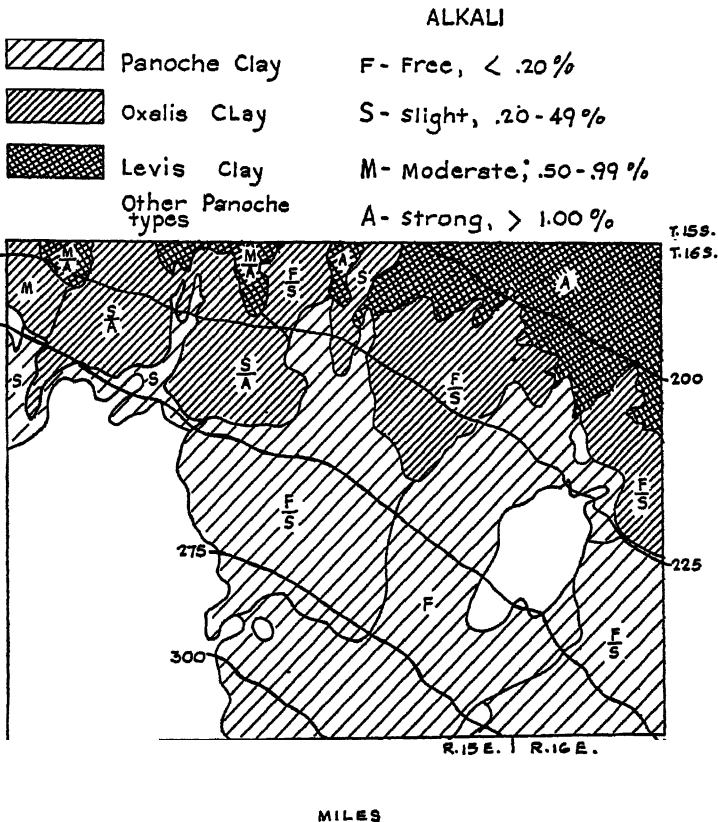 ALKALI
Panoche Clay
F- Free, < .20%
Oxalis CLay
S- slight, .20-49%
Levis Clay
M- Moderate; .50-.99%
Other Panoche
types
A- strong, > 1.00%
T.15S.
T.16S.
M
A
M
A
F
S
A
S
A
M
S
A
S
S
S
A
F
S
200
F
S
F
S
275
225
F
F
S
300
R.15E. | R.16E.
MILES